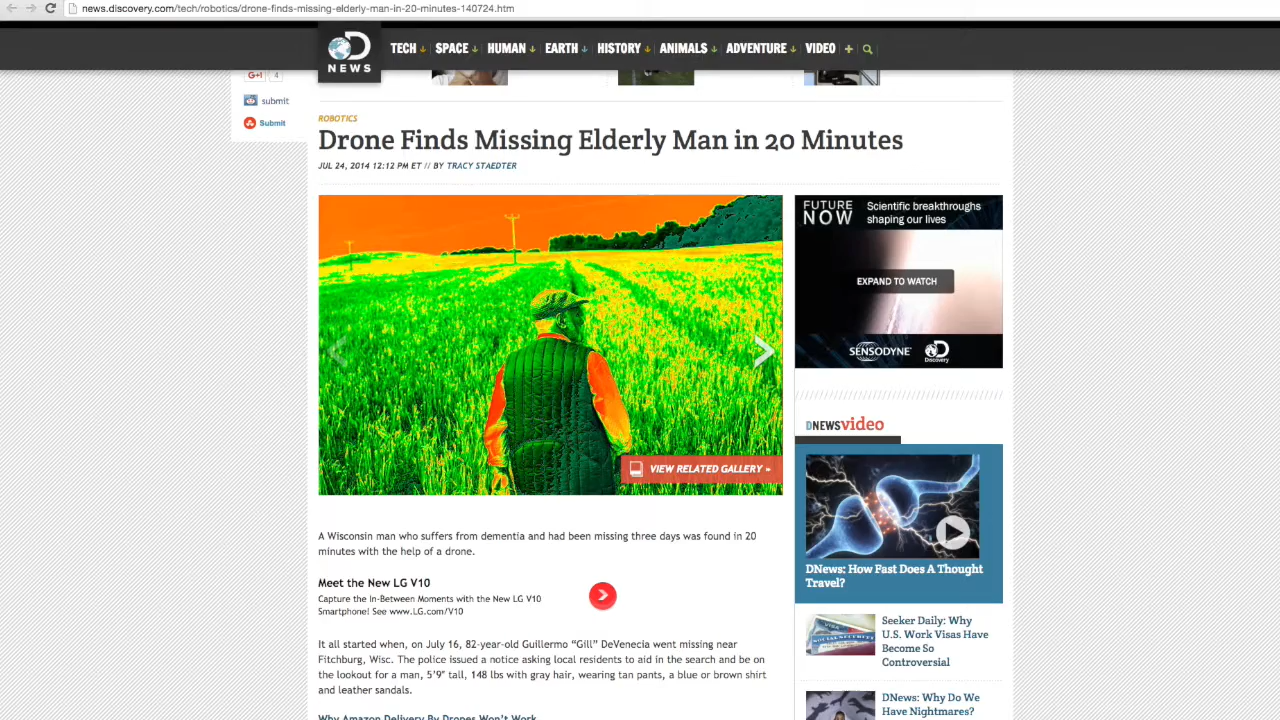 news.discovery.com/tech/robotics/drone-finds-missing-elderly-man-in-20-minutes-140724.htm
D
NEWS
TECH SPACE HUMAN EARTH HISTORY ANIMALS ADVENTURE VIDEO +
G+1 4
submit
Submit
ROBOTICS
Drone Finds Missing Elderly Man in 20 Minutes
JUL 24, 2014 12:12 PM ET // BY TRACY STAEDTER
VIEW RELATED GALLERY »
A Wisconsin man who suffers from dementia and had been missing three days was found in 20
minutes with the help of a drone.
Meet the New LG V10
Capture the In-Between Moments with the New LG V10
Smartphone! See www.LG.com/V10
It all started when, on July 16, 82-year-old Guillermo “Gill” DeVenecia went missing near
Fitchburg, Wisc. The police issued a notice asking local residents to aid in the search and be on
the lookout for a man, 5’9” tall, 148 lbs with gray hair, wearing tan pants, a blue or brown shirt
and leather sandals.
Why Amazon Delivery By Drones Won’t Work
FUTURE
NOW
Scientific breakthroughs
shaping our lives
EXPAND TO WATCH
SENSODYNE
Discovery
DNEWSvideo
DNews: How Fast Does A Thought
Travel?
SOCIAL SECURITY
Seeker Daily: Why
U.S. Work Visas Have
Become So
Controversial
DNews: Why Do We
Have Nightmares?